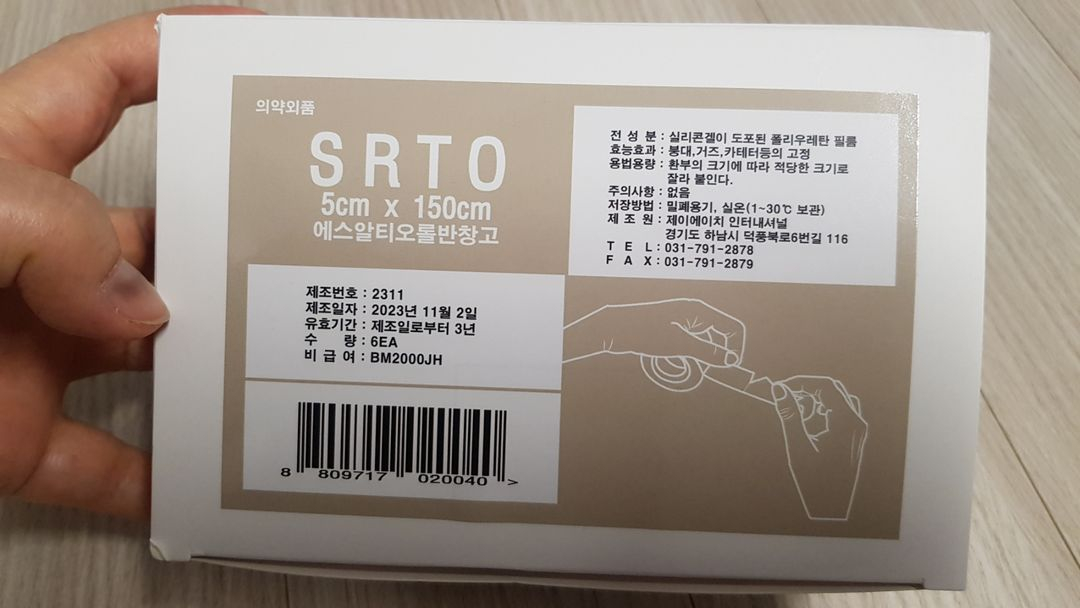 의약외품
SRTO
5cm x 150cm
에스알티오롤반창고
전 성 분 : 실리콘겔이 도포된 폴리우레탄 필름
효능효과 : 붕대,거즈,카테터등의 고정
용법용량 : 환부의 크기에 따라 적당한 크기로
잘라 붙인다.
주의사항 : 없음
저장방법 : 밀폐용기, 실온(1~30℃ 보관)
제 조 원 : 제이에이치 인터내셔널
경기도 하남시 덕풍북로6번길 116
T E L : 031-791-2878
F A X : 031-791-2879
제조번호 : 2311
제조일자 : 2023년 11월 2일
유효기간 : 제조일로부터 3년
수 량 : 6EA
비 급 여 : BM2000JH
8 809717 020040 >